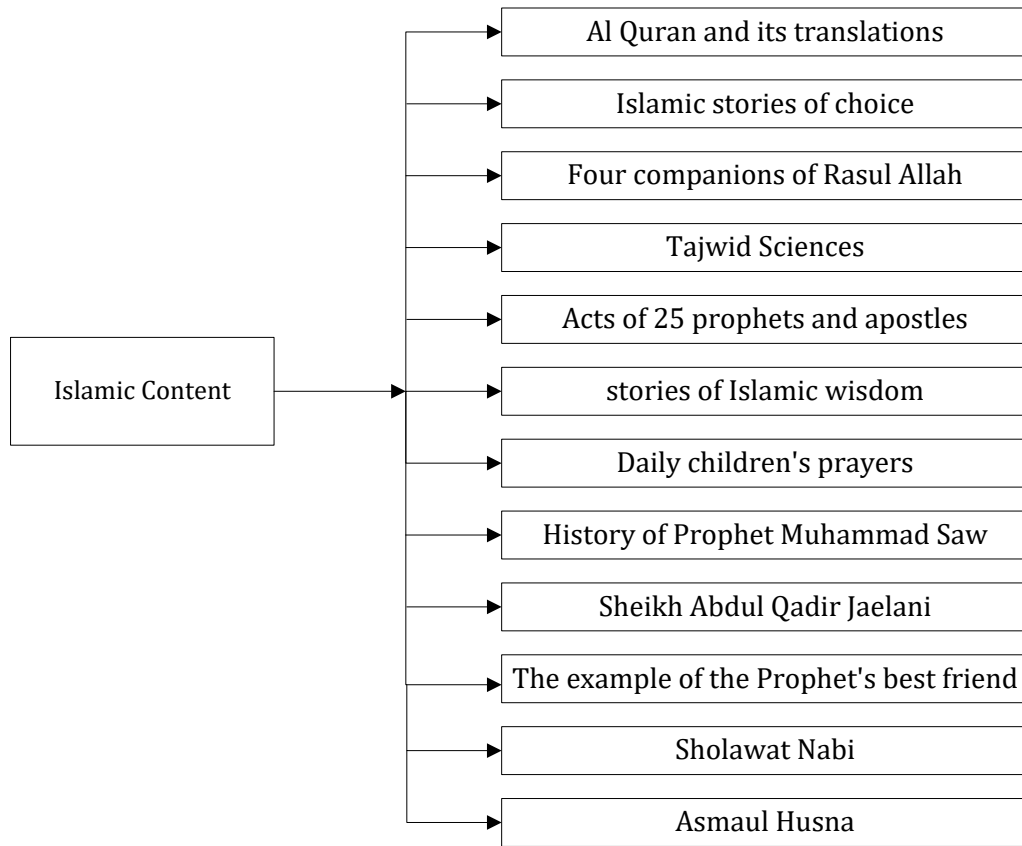 Al Quran and its translations
Islamic stories of choice
Four companions of Rasul Allah
Tajwid Sciences
Acts of 25 prophets and apostles
Islamic Content
stories of Islamic wisdom
Daily children's prayers
History of Prophet Muhammad Saw
Sheikh Abdul Qadir Jaelani
The example of the Prophet's best friend
Sholawat Nabi
Asmaul Husna